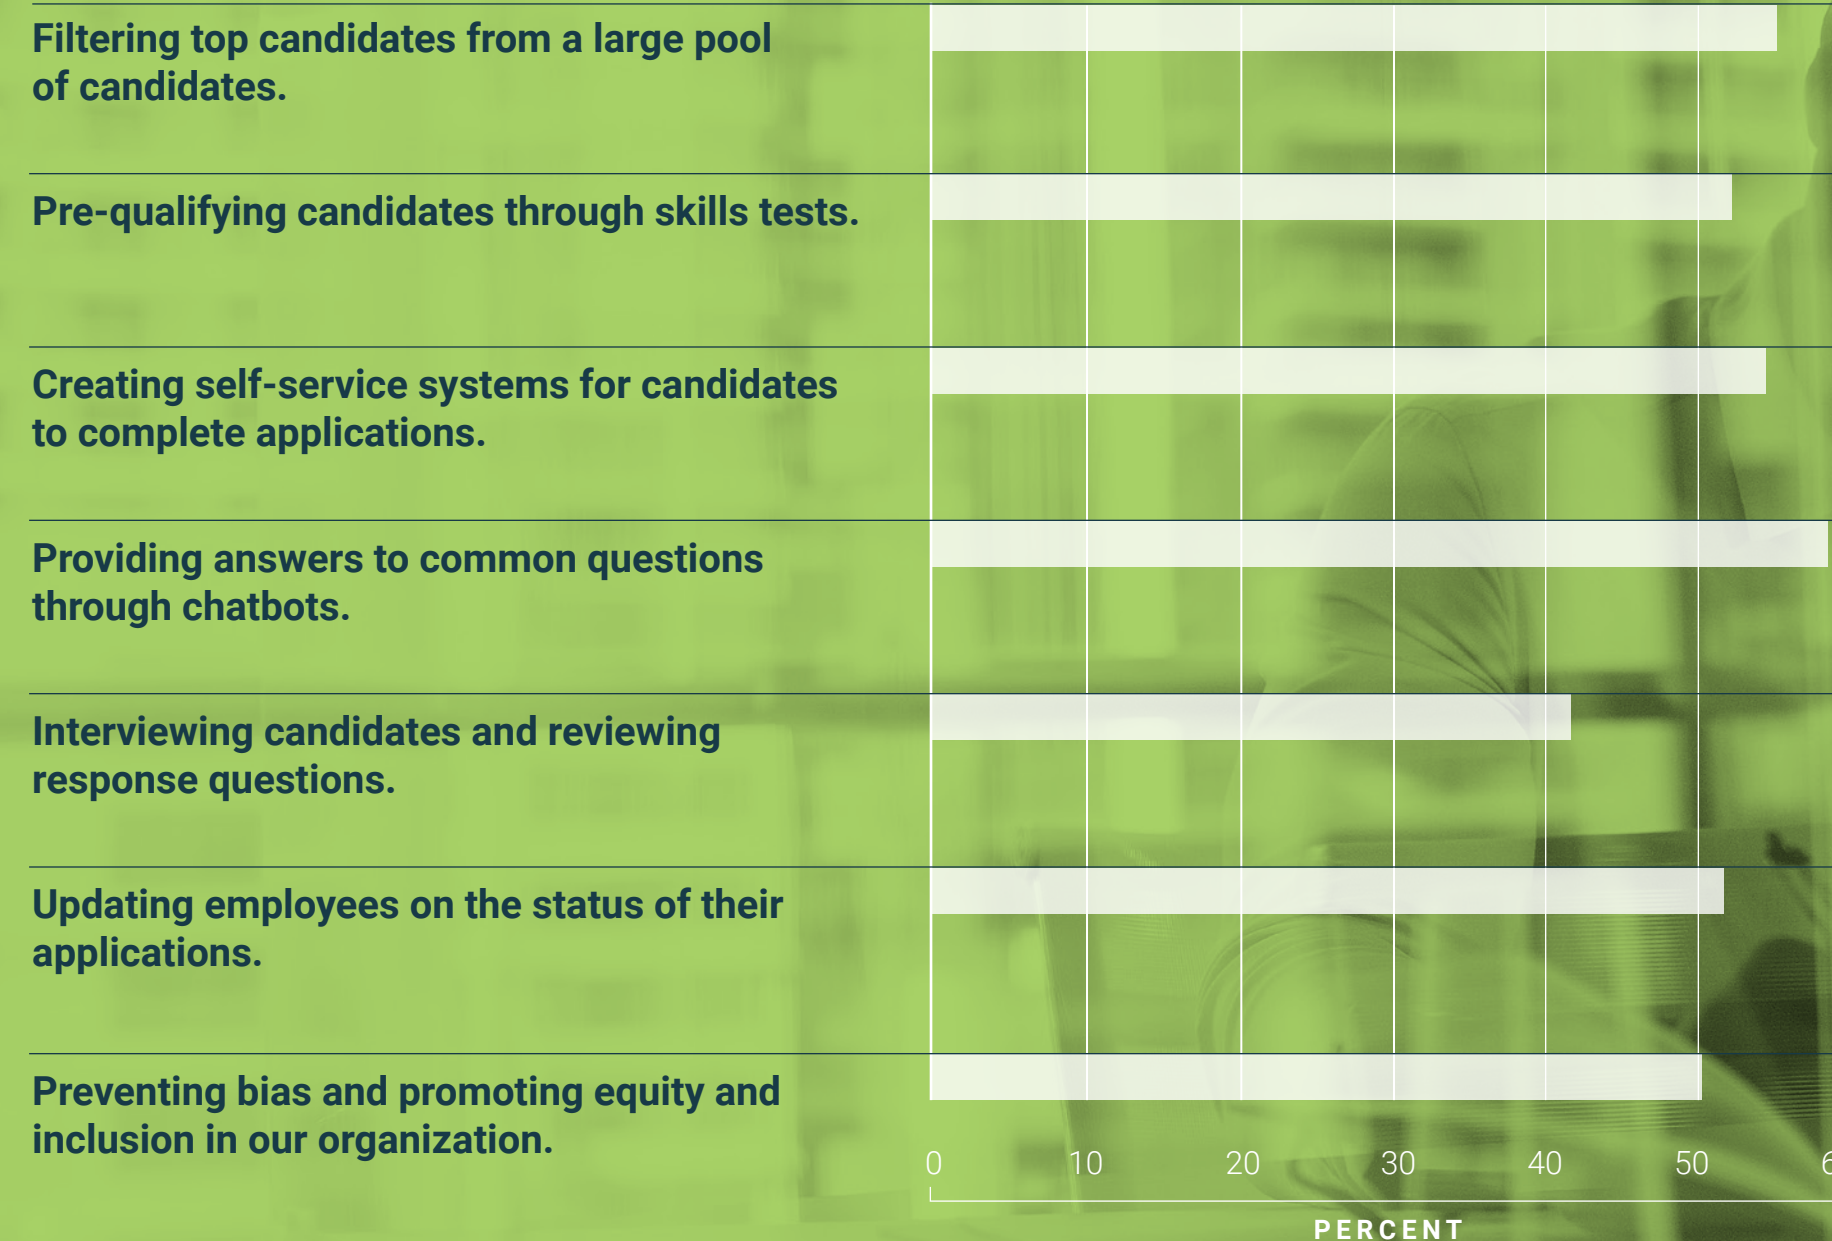 Filtering top candidates from a large pool
of candidates.
Pre-qualifying candidates through skills tests.
Creating self-service systems for candidates
to complete applications.
Providing answers to common questions
through chatbots.
Interviewing candidates and reviewing
response questions.
Updating employees on the status of their
applications.
Preventing bias and promoting equity and
inclusion in our organization.
0 10 20 30 40 50
PERCENT